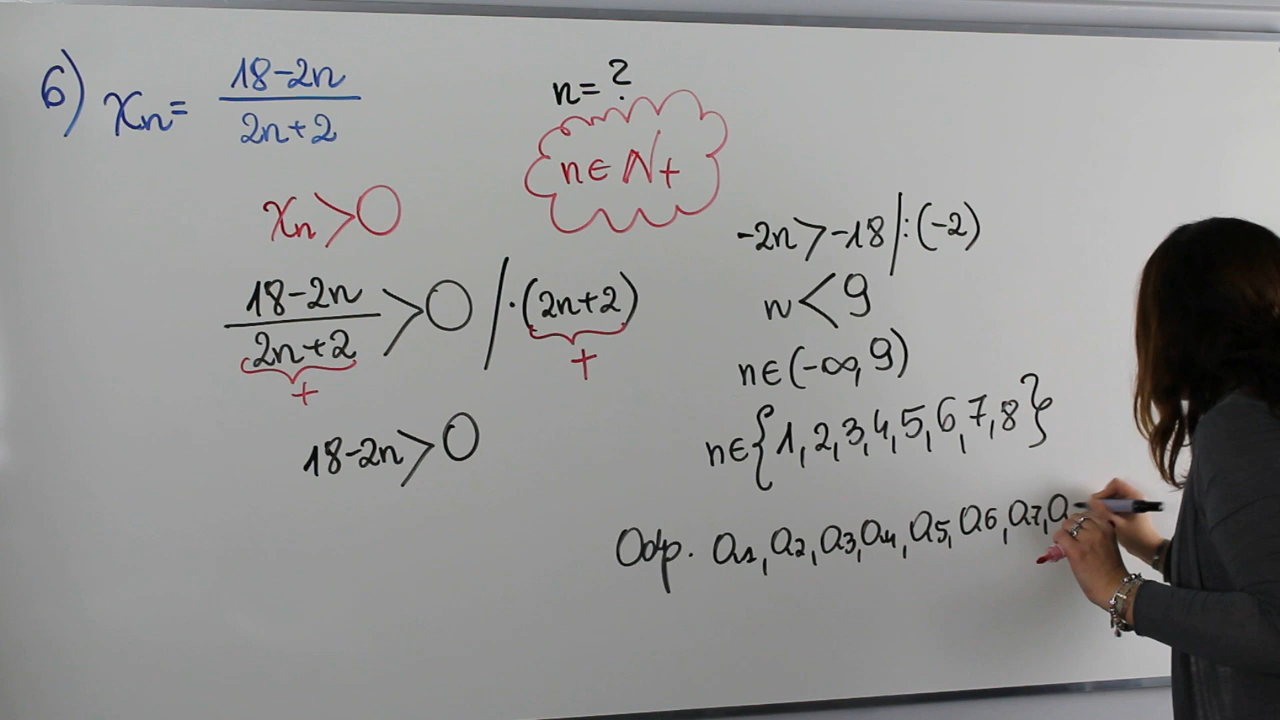 6) xn = 18-2n / 2n+2
n = ?
n ∈ N+
xn > 0
18-2n / 2n+2 > 0 /·(2n+2)
+ +
18-2n > 0
-2n > -18 /:(-2)
n < 9
n ∈ (-∞, 9)
n ∈ {1, 2, 3, 4, 5, 6, 7, 8}
Odp. a1, a2, a3, a4, a5, a6, a7, a